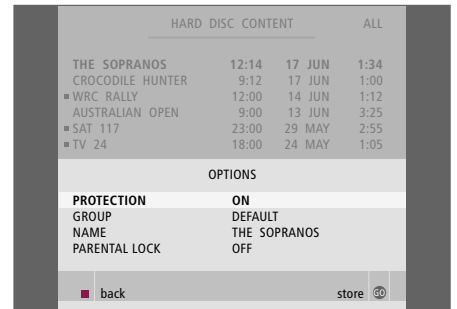 HARD DISC CONTENT ALL
THE SOPRANOS 12:14 17 JUN 1:34
CROCODILE HUNTER 9:12 17 JUN 1:00
WRC RALLY 12:00 14 JUN 1:12
AUSTRALIAN OPEN 9:00 13 JUN 3:25
SAT 117 23:00 29 MAY 2:55
TV 24 18:00 24 MAY 1:05
OPTIONS
PROTECTION ON
GROUP DEFAULT
NAME THE SOPRANOS
PARENTAL LOCK OFF
back store GO